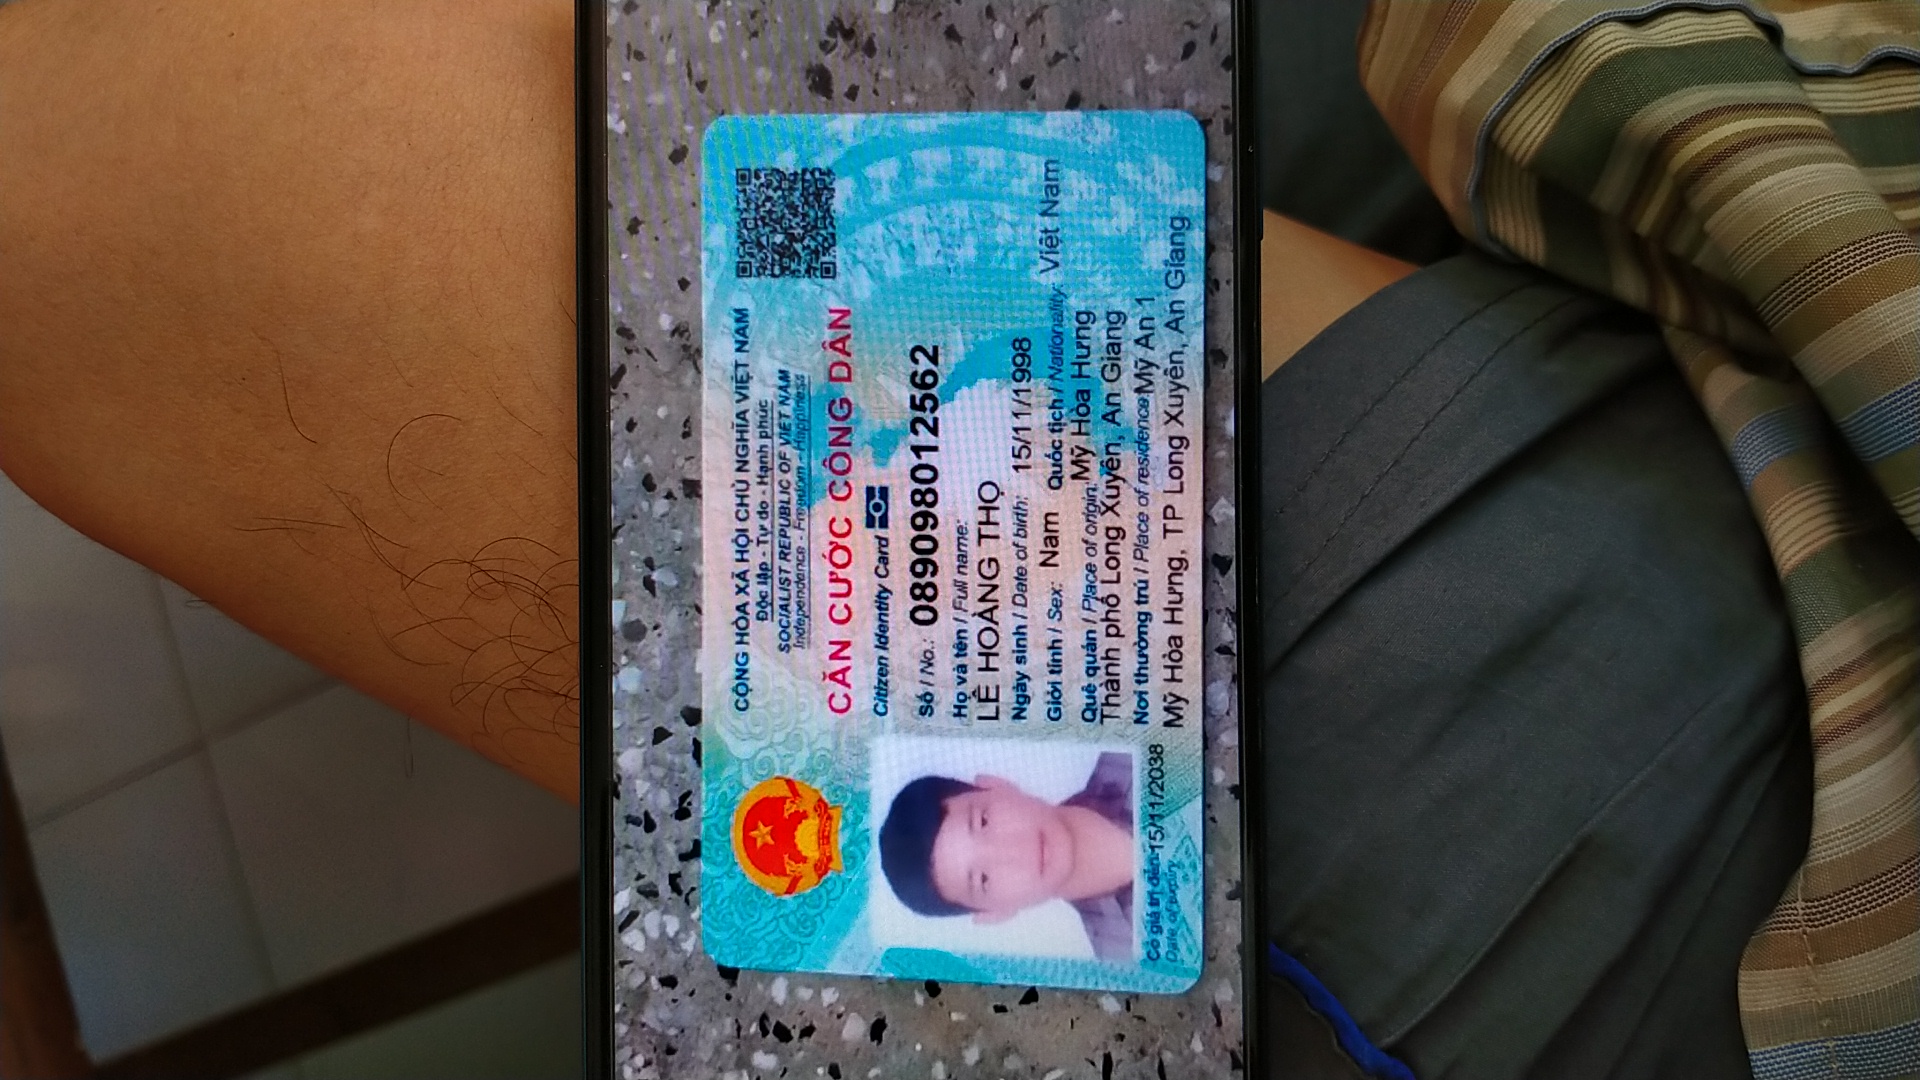 CỘNG HÒA XÃ HỘI CHỦ NGHĨA VIỆT NAM
Độc lập - Tự do - Hạnh phúc
SOCIALIST REPUBLIC OF VIET NAM
Independence - Freedom - Happiness
CĂN CƯỚC CÔNG DÂN
Citizen Identity Card
Số / No.: 089098012562
Họ và tên / Full name:
LÊ HOÀNG THỌ
Ngày sinh / Date of birth: 15/11/1998
Giới tính / Sex: Nam Quốc tịch / Nationality: Việt Nam
Quê quán / Place of origin: Mỹ Hòa Hưng
Thành phố Long Xuyên, An Giang
Nơi thường trú / Place of residence: Mỹ An 1
Mỹ Hòa Hưng, TP Long Xuyên, An Giang
Có giá trị đến: 15/11/2038
Date of expiry